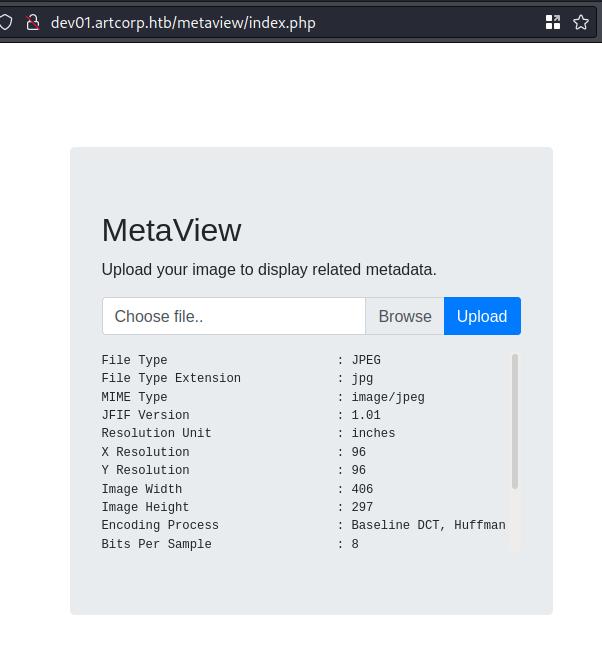 dev01.artcorp.htb/metaview/index.php
MetaView
Upload your image to display related metadata.
Choose file.. Browse Upload
File Type : JPEG
File Type Extension : jpg
MIME Type : image/jpeg
JFIF Version : 1.01
Resolution Unit : inches
X Resolution : 96
Y Resolution : 96
Image Width : 406
Image Height : 297
Encoding Process : Baseline DCT, Huffman
Bits Per Sample : 8